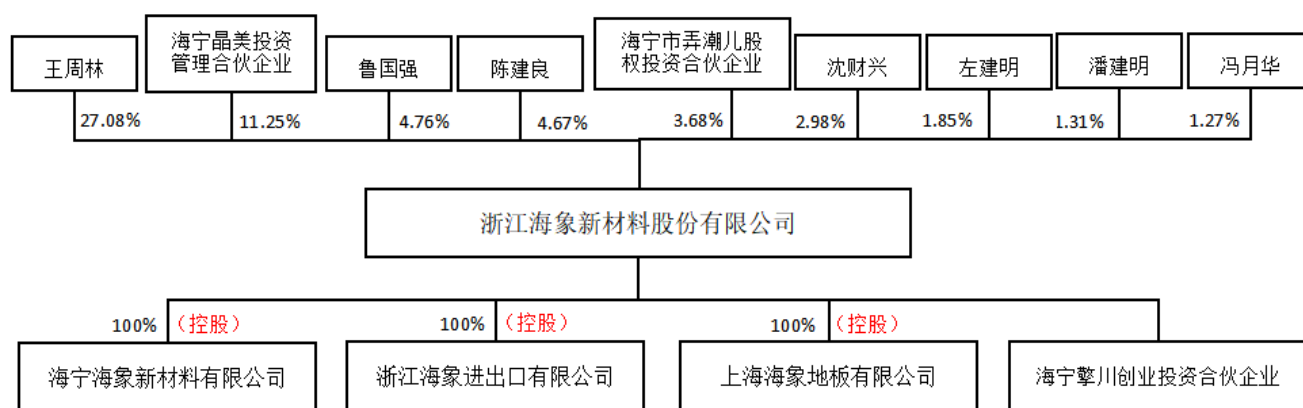 王周林
海宁晶美投资
管理合伙企业
鲁国强
陈建良
海宁市弄潮儿股
权投资合伙企业
沈财兴
左建明
潘建明
冯月华
27.08%
11.25%
4.76%
4.67%
3.68%
2.98%
1.85%
1.31%
1.27%
浙江海象新材料股份有限公司
100%（控股）
100%（控股）
100%（控股）
海宁海象新材料有限公司
浙江海象进出口有限公司
上海海象地板有限公司
海宁擎川创业投资合伙企业